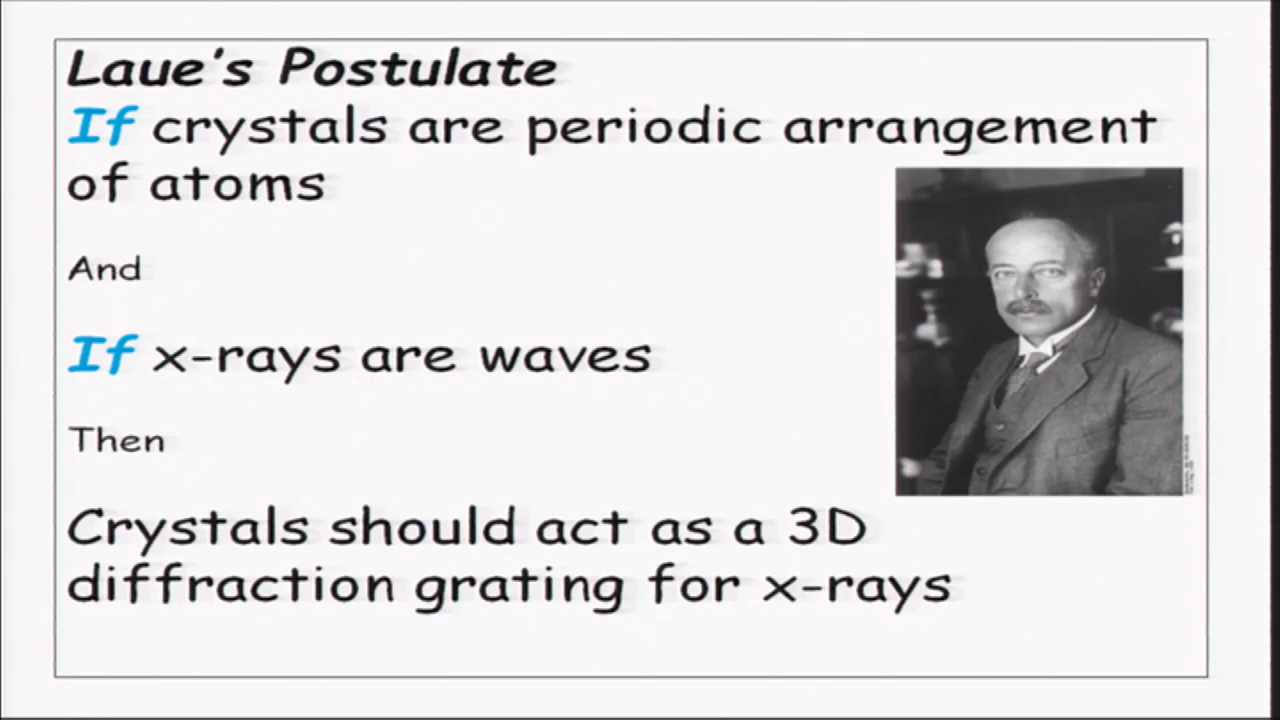 Laue's Postulate
If crystals are periodic arrangement
of atoms
And
If x-rays are waves
Then
Crystals should act as a 3D
diffraction grating for x-rays